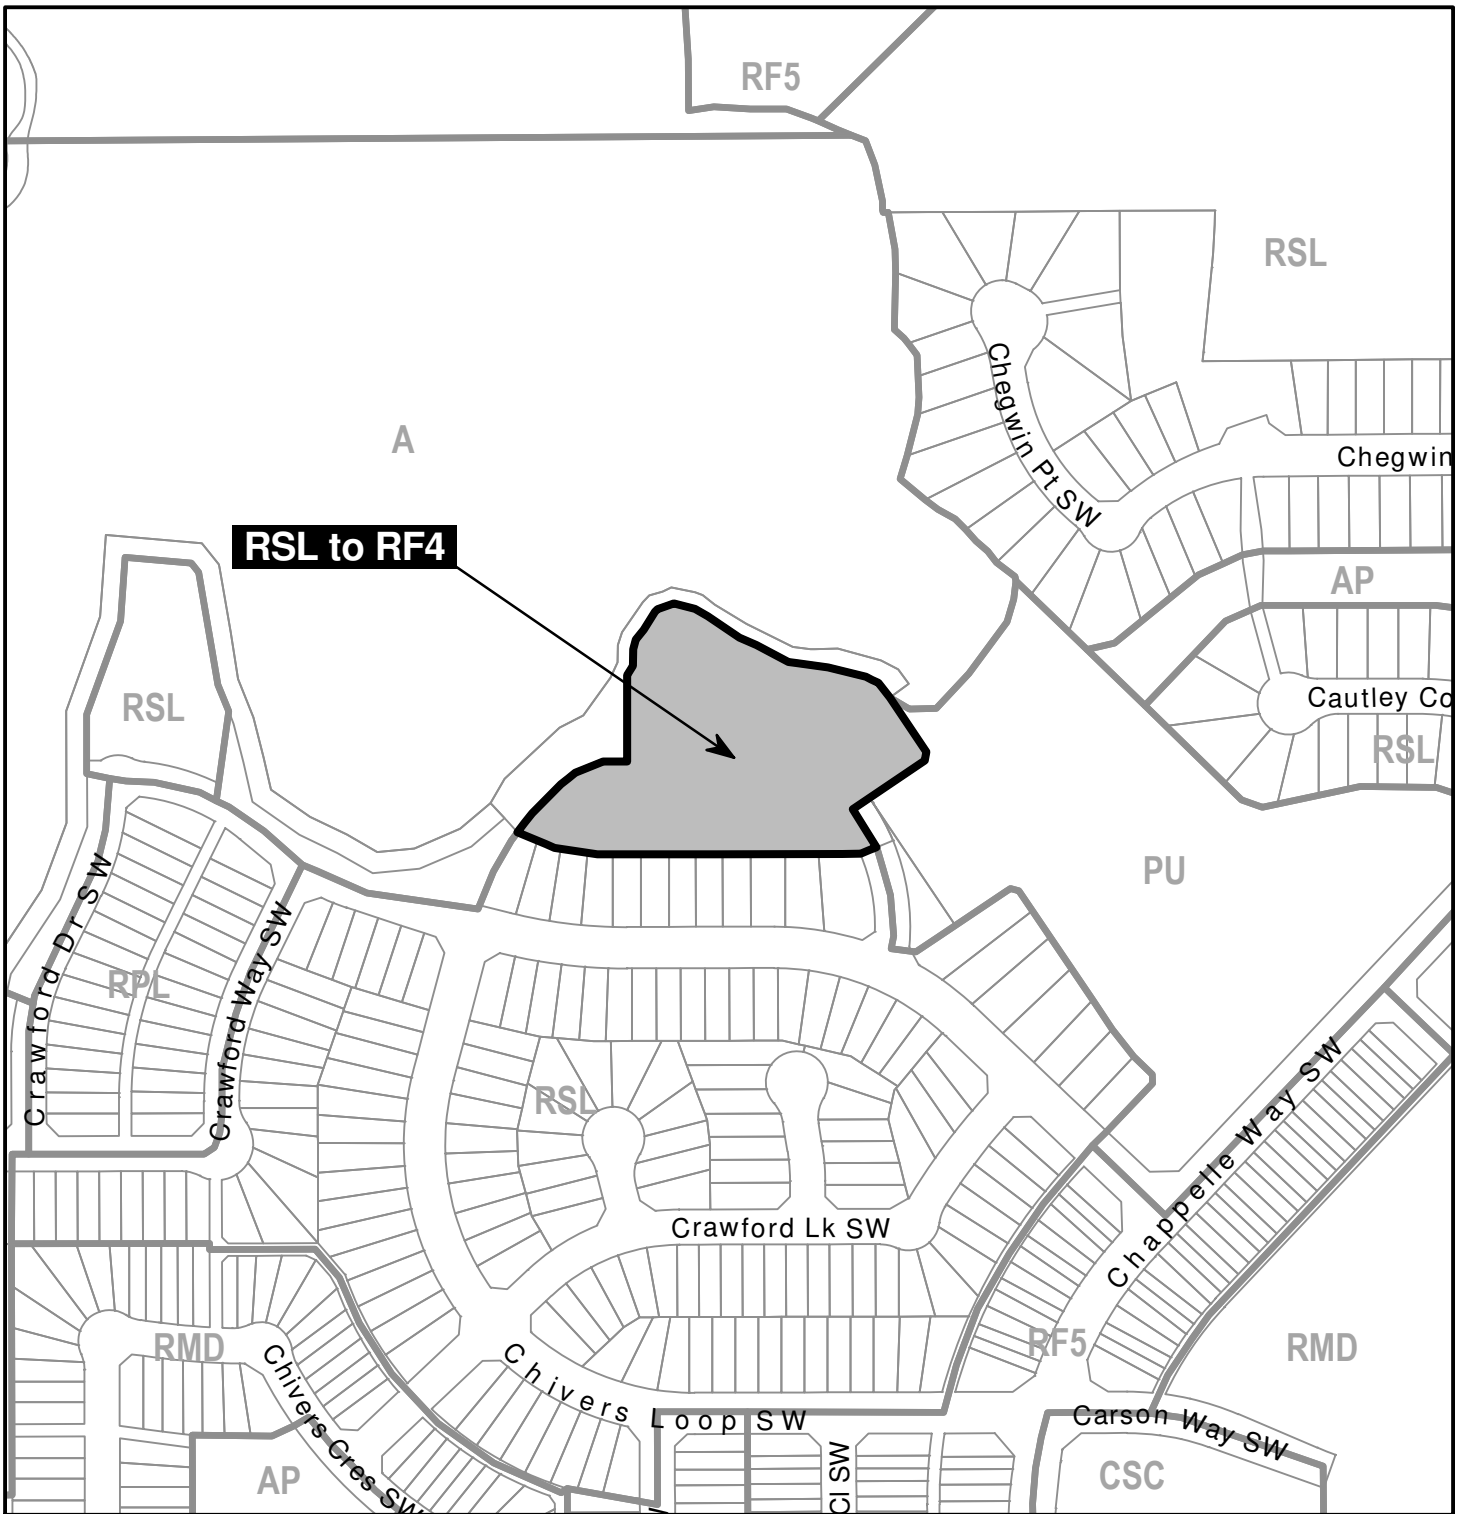 RF5
RSL
Chegwin Pt SW
A
Chegwin
RSL to RF4
AP
RSL
Cautley Co
RSL
PU
Crawford Dr SW
Crawford Way SW
RPL
RSL
Chappelle Way SW
Crawford Lk SW
RMD
RF5
RMD
Chivers Cres SW
Chivers Loop SW
Carson Way SW
AP
Cl SW
CSC